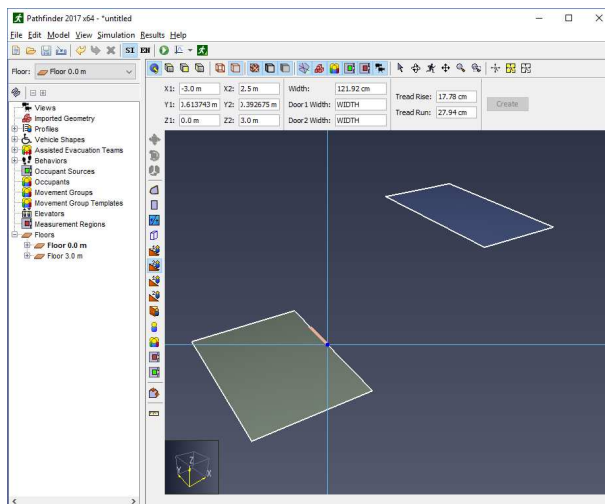 Pathfinder 2017 x64 - *untitled
File Edit Model View Simulation Results Help
SI EN
Floor: Floor 0.0 m
X1: -3.0 m X2: 2.5 m Width: 121.92 cm
Y1: 0.613743 m Y2: 0.392675 m Door1 Width: WIDTH
Z1: 0.0 m Z2: 3.0 m Door2 Width: WIDTH
Tread Rise: 17.78 cm
Tread Run: 27.94 cm
Create
Views
Imported Geometry
Profiles
Vehicle Shapes
Assisted Evacuation Teams
Behaviors
Occupant Sources
Occupants
Movement Groups
Movement Group Templates
Elevators
Measurement Regions
Floors
Floor 0.0 m
Floor 3.0 m
Z
Y X